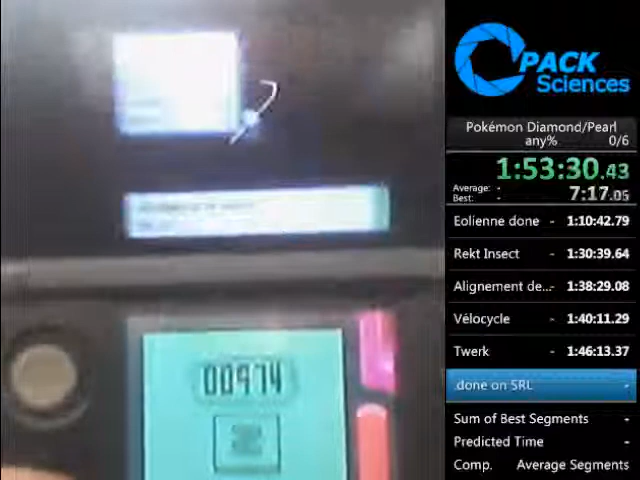 PACK
Sciences
Pokémon Diamond/Pearl
any% 0/6
1:53:30.43
Average: -
Best: - 7:17.05
Eolienne done - 1:10:42.79
Rekt Insect - 1:30:39.64
Alignement de... - 1:38:29.08
Vélocycle - 1:40:11.29
Twerk - 1:46:13.37
.done on SRL -
Sum of Best Segments -
Predicted Time -
Comp. Average Segments
00974